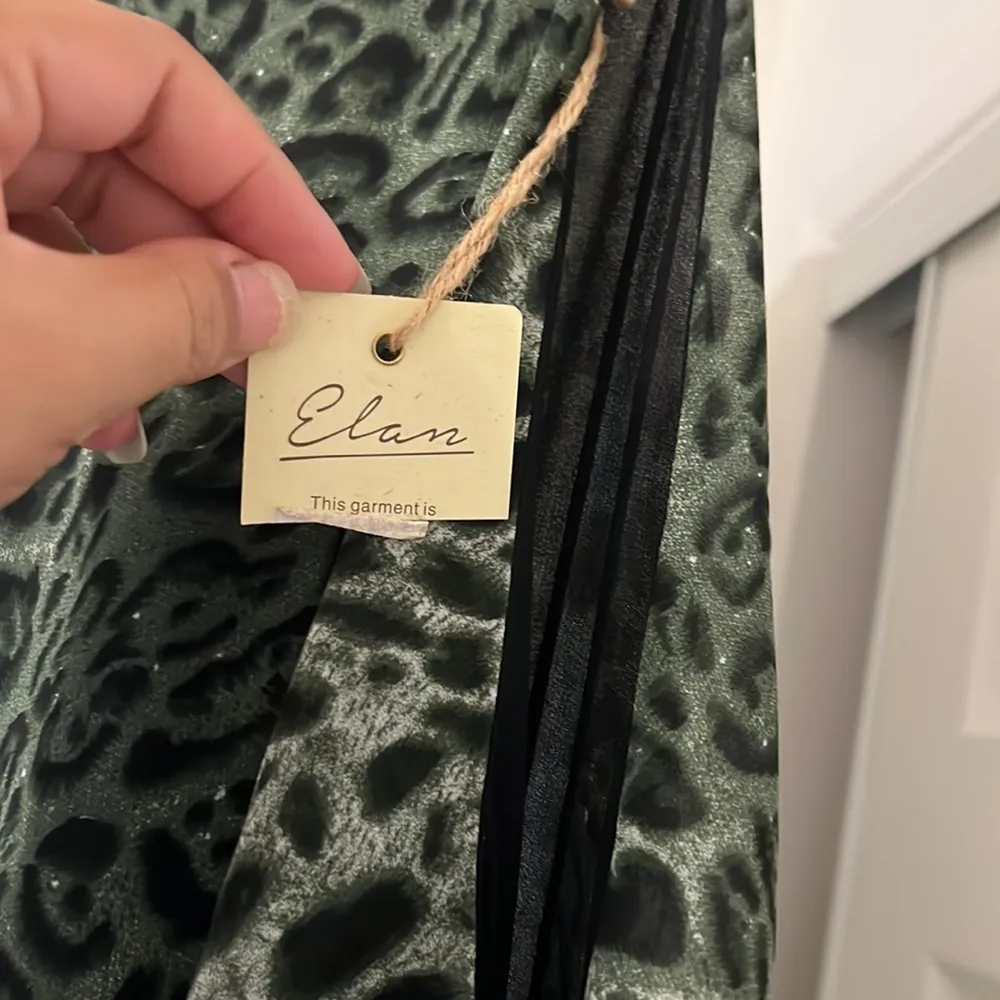 Elan
This garment is